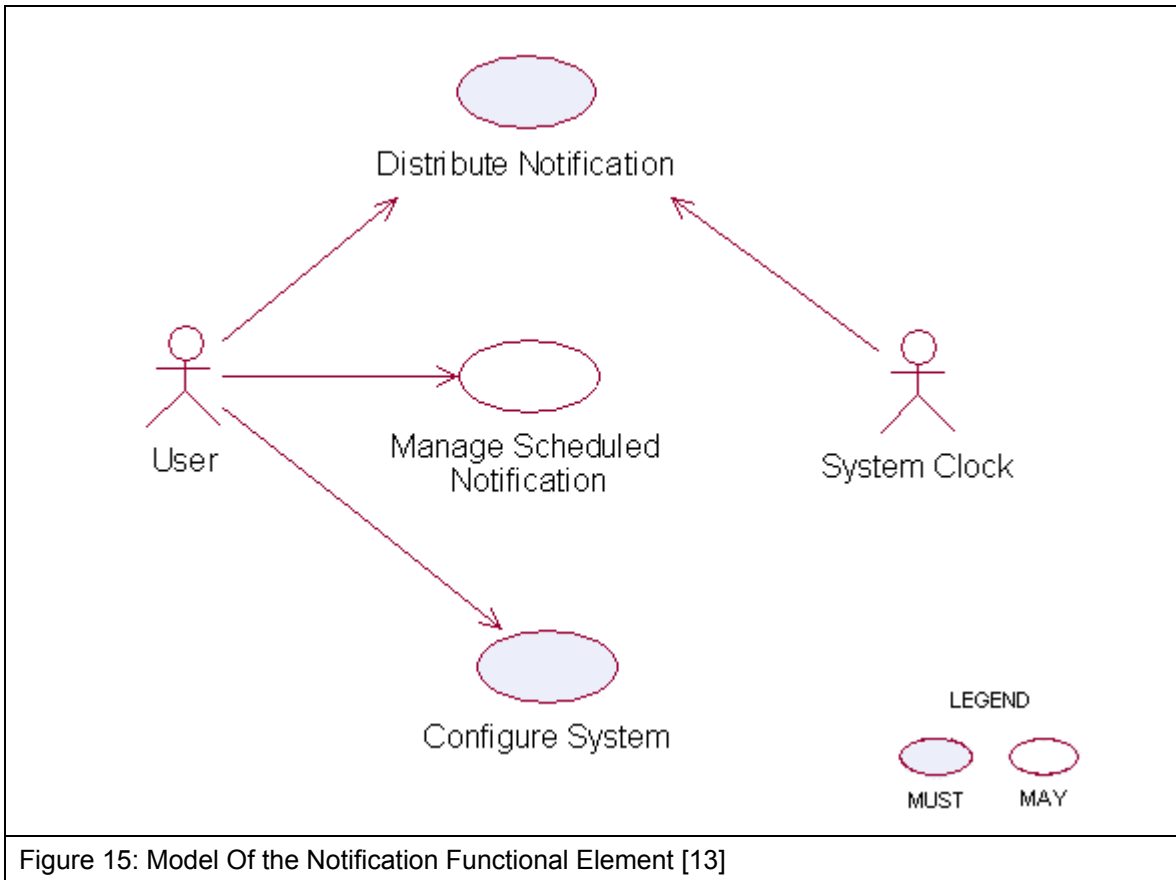 Distribute Notification
User
Manage Scheduled
Notification
System Clock
Configure System
LEGEND
MUST MAY
Figure 15: Model Of the Notification Functional Element [13]